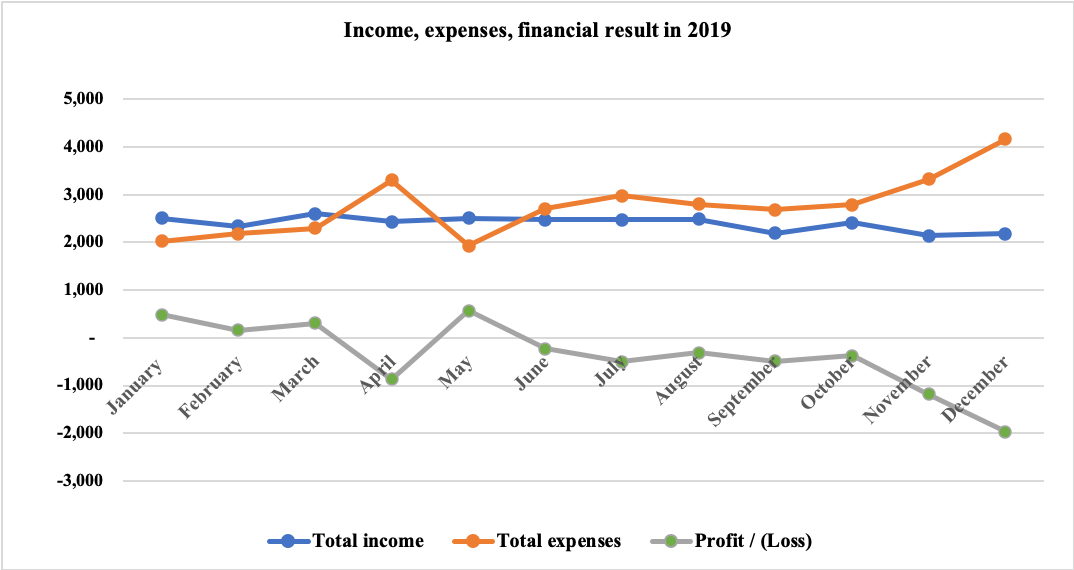 Income, expenses, financial result in 2019
5,000
4,000
3,000
2,000
1,000
-
-1,000
-2,000
-3,000
January
February
March
April
May
June
July
August
September
October
November
December
Total income
Total expenses
Profit / (Loss)